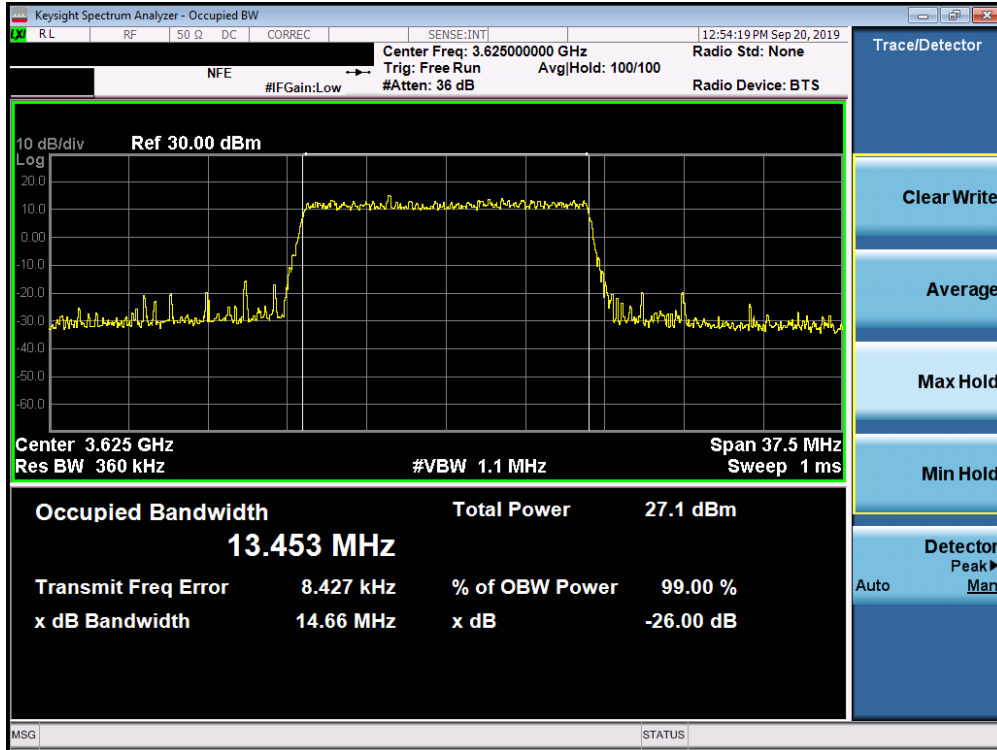 Keysight Spectrum Analyzer - Occupied BW
LXI RL RF 50 Ω DC CORREC SENSE:INT 12:54:19 PM Sep 20, 2019
Center Freq: 3.625000000 GHz Radio Std: None
NFE Trig: Free Run Avg|Hold: 100/100
#IFGain:Low #Atten: 36 dB Radio Device: BTS
10 dB/div Ref 30.00 dBm
Log
20.0
10.0
0.00
-10.0
-20.0
-30.0
-40.0
-50.0
-60.0
Center 3.625 GHz Span 37.5 MHz
Res BW 360 kHz #VBW 1.1 MHz Sweep 1 ms
Occupied Bandwidth Total Power 27.1 dBm
13.453 MHz
Transmit Freq Error 8.427 kHz % of OBW Power 99.00 %
x dB Bandwidth 14.66 MHz x dB -26.00 dB
MSG STATUS
Trace/Detector
Clear Write
Average
Max Hold
Min Hold
Detector
Peak▶
Auto Man